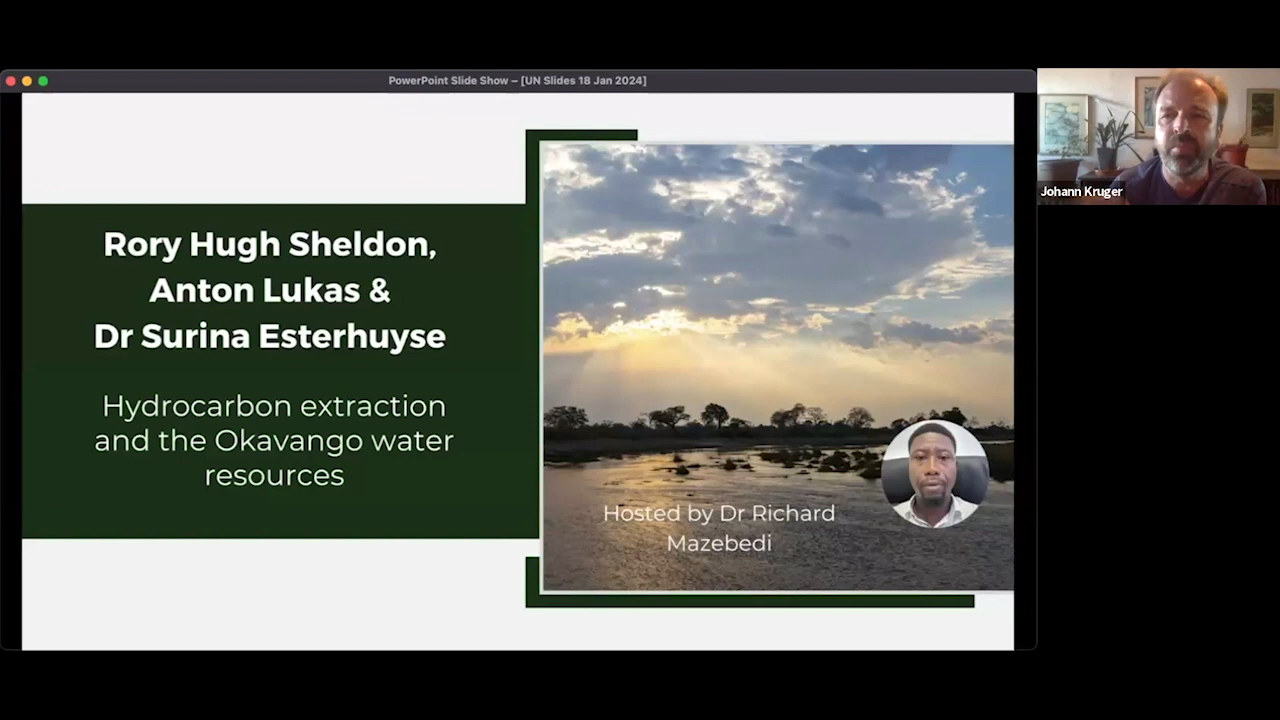 PowerPoint Slide Show – [UN Slides 18 Jan 2024]
Rory Hugh Sheldon,
Anton Lukas &
Dr Surina Esterhuyse
Hydrocarbon extraction
and the Okavango water
resources
Hosted by Dr Richard
Mazebedi
Johann Kruger